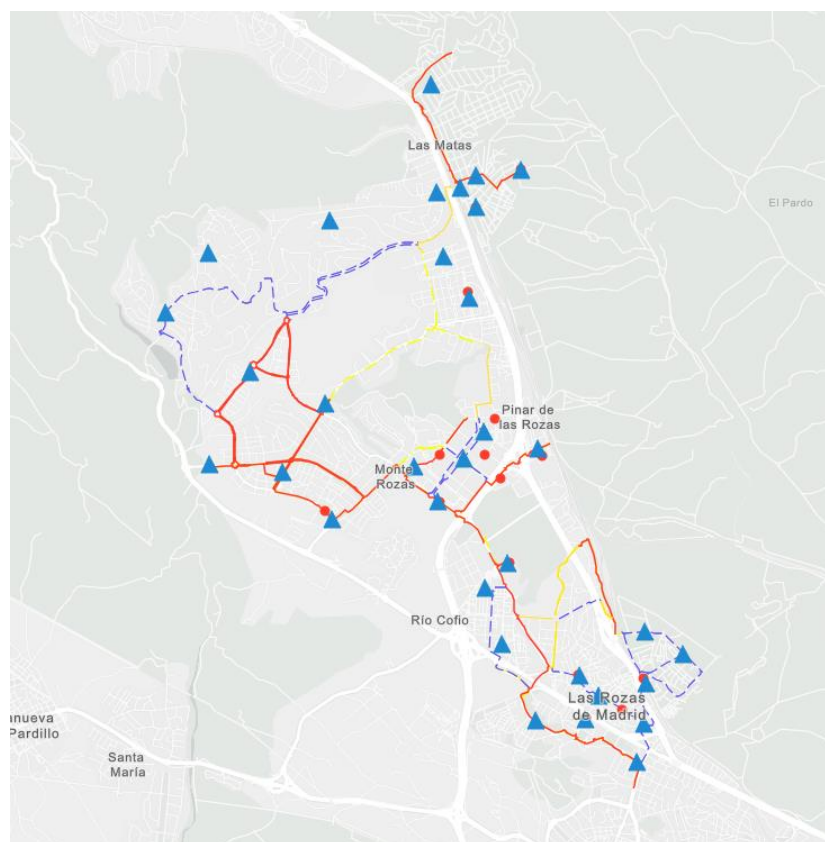 Las Matas
El Pardo
Pinar de
las Rozas
Monte
Rozas
Río Cofio
Las Rozas
de Madrid
anueva
Pardillo
Santa
María